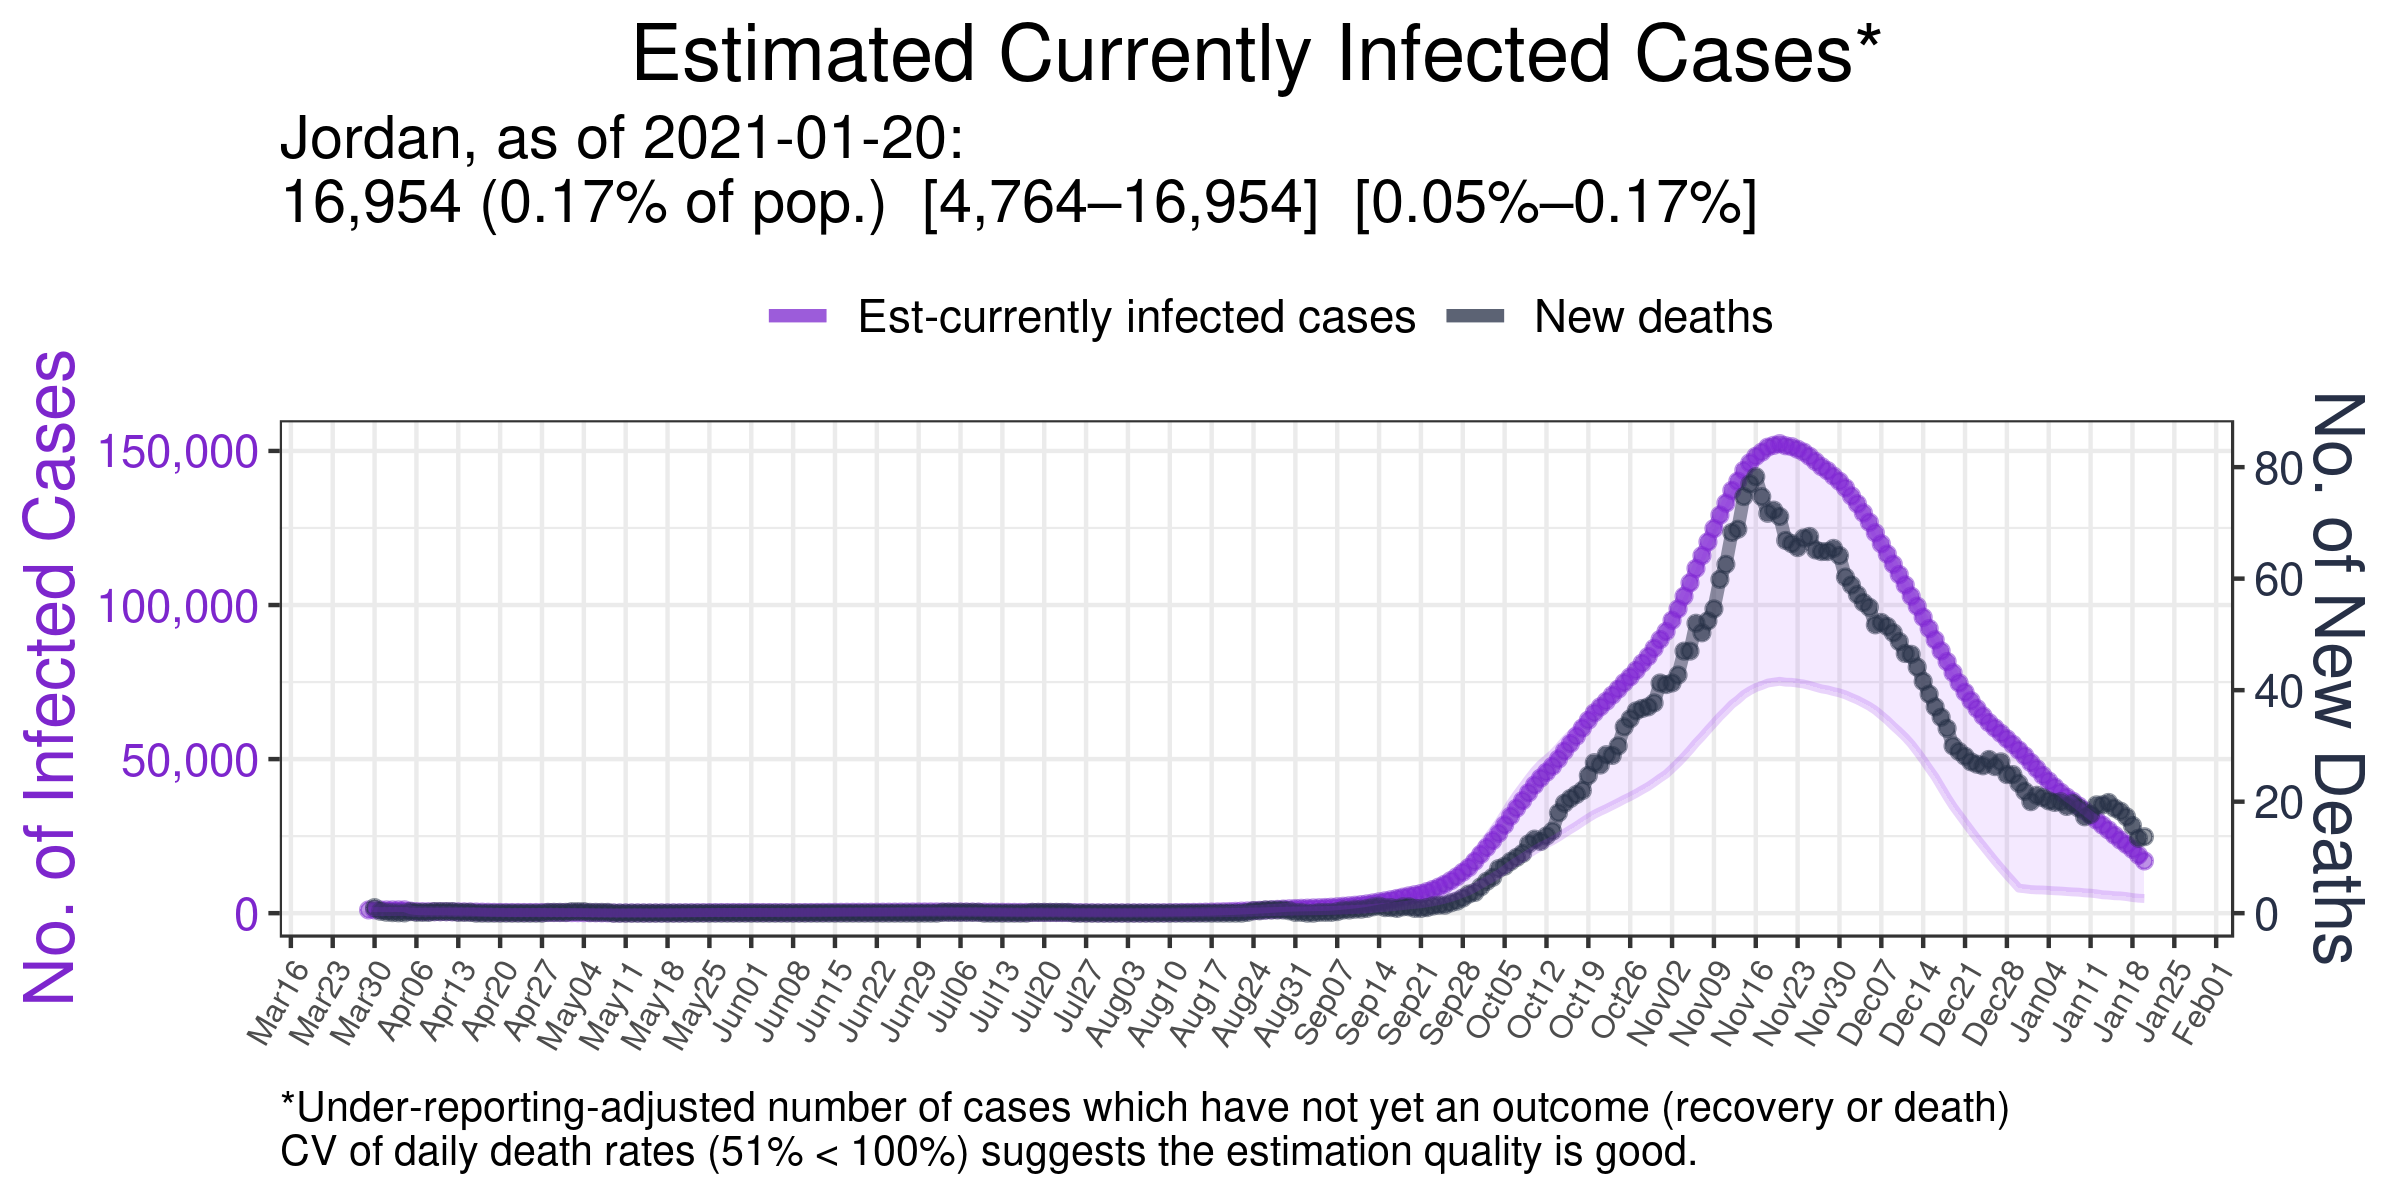 Estimated Currently Infected Cases*
Jordan, as of 2021-01-20:
16,954 (0.17% of pop.) [4,764–16,954] [0.05%–0.17%]
Est-currently infected cases
New deaths
No. of Infected Cases
150,000
100,000
50,000
0
80
60
40
20
0
No. of New Deaths
Mar16
Mar23
Mar30
Apr06
Apr13
Apr20
Apr27
May04
May11
May18
May25
Jun01
Jun08
Jun15
Jun22
Jun29
Jul06
Jul13
Jul20
Jul27
Aug03
Aug10
Aug17
Aug24
Aug31
Sep07
Sep14
Sep21
Sep28
Oct05
Oct12
Oct19
Oct26
Nov02
Nov09
Nov16
Nov23
Nov30
Dec07
Dec14
Dec21
Dec28
Jan04
Jan11
Jan18
Jan25
Feb01
*Under-reporting-adjusted number of cases which have not yet an outcome (recovery or death)
CV of daily death rates (51% < 100%) suggests the estimation quality is good.